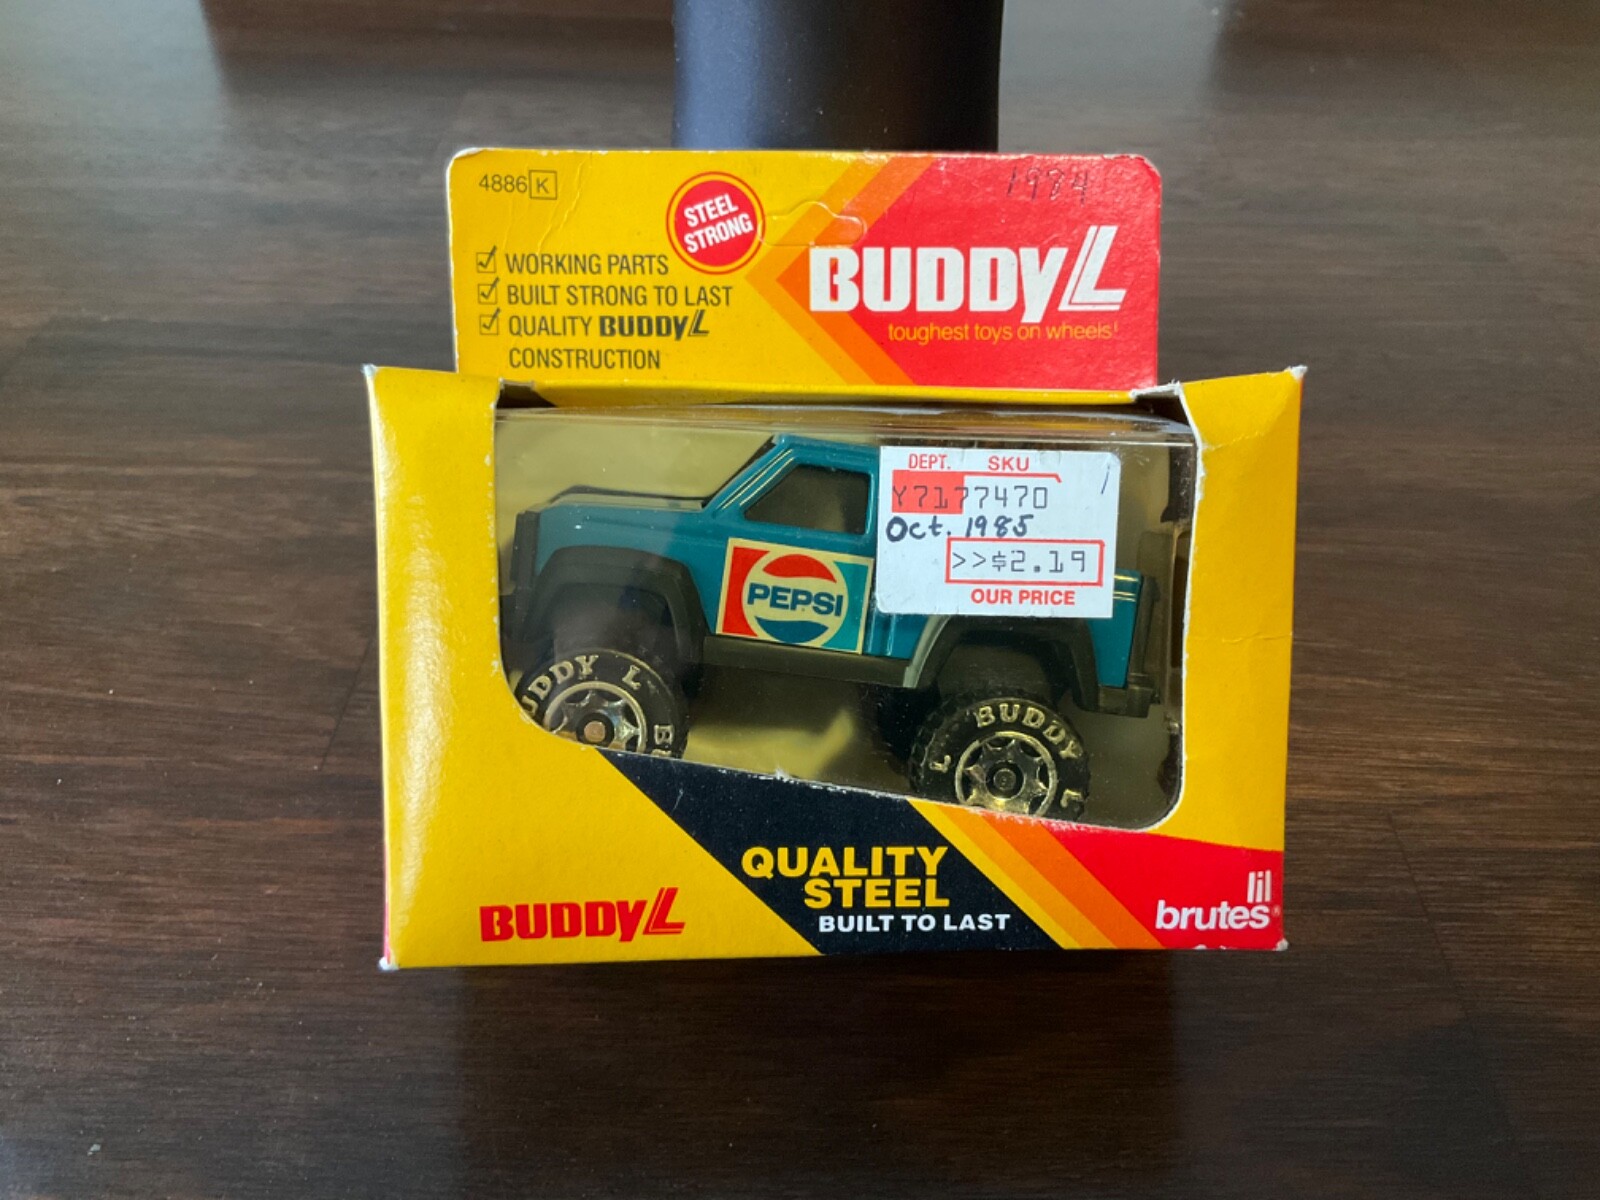 4886 K
STEEL
STRONG
1984
WORKING PARTS
BUILT STRONG TO LAST
QUALITY BUDDY L
CONSTRUCTION
BUDDY L
toughest toys on wheels!
DEPT. SKU
Y7177470
Oct. 1985
>>$2.19
OUR PRICE
PEPSI
BUDDY L
BUDDY
L
QUALITY
STEEL
BUILT TO LAST
BUDDY L
lil
brutes®